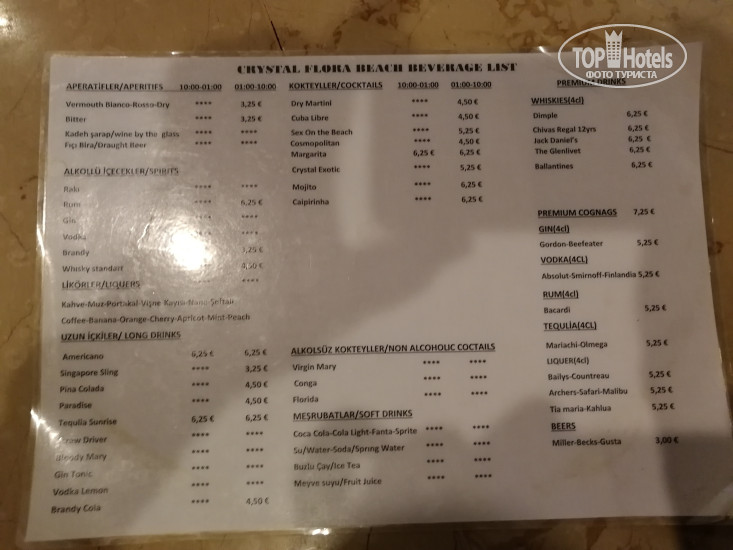 TOP Hotels
ФОТО ТУРИСТА
CRYSTAL FLORA BEACH BEVERAGE LIST
APERATİFLER/APERITIFS 10:00-01:00 01:00-10:00
Vermouth Bianco-Rosso-Dry **** 3,25 €
Bitter **** 3,25 €
Kadeh şarap/wine by the glass **** ****
Fıçı Bira/Draught Beer **** ****
ALKOLLÜ İÇECEKLER/SPIRITS
Rakı **** ****
Rum **** 6,25 €
Gin **** ****
Vodka **** ****
Brandy **** 3,25 €
Whisky standart **** 4,50 €
LİKÖRLER/LIQUERS **** ****
Kahve-Muz-Portakal-Vişne-Kayısı-Nane-Şeftali
Coffee-Banana-Orange-Cherry-Apricot-Mint-Peach
UZUN İÇKİLER/ LONG DRINKS
Americano 6,25 € 6,25 €
Singapore Sling **** 3,25 €
Pina Colada **** 4,50 €
Paradise **** 4,50 €
Tequlia Sunrise 6,25 € 6,25 €
Screw Driver **** ****
Bloody Mary **** ****
Gin Tonic **** ****
Vodka Lemon **** ****
Brandy Cola **** 4,50 €
KOKTEYLLER/COCKTAILS 10:00-01:00 01:00-10:00
Dry Martini **** 4,50 €
Cuba Libre **** 4,50 €
Sex On the Beach **** 5,25 €
Cosmopolitan **** 4,50 €
Margarita 6,25 € 6,25 €
Crystal Exotic **** 5,25 €
Mojito **** 6,25 €
Caipirinha **** 6,25 €
ALKOLSÜZ KOKTEYLLER/NON ALCOHOLIC COCTAILS
Virgin Mary **** ****
Conga **** ****
Florida **** ****
MEŞRUBATLAR/SOFT DRINKS
Coca Cola-Cola Light-Fanta-Sprite **** ****
Su/Water-Soda/Sprıng Water **** ****
Buzlu Çay/Ice Tea **** ****
Meyve suyu/Fruit Juice **** ****
PREMIUM DRINKS
WHISKIES(4cl)
Dimple 6,25 €
Chivas Regal 12yrs 6,25 €
Jack Daniel's 6,25 €
The Glenlivet 6,25 €
Ballantines 6,25 €
PREMIUM COGNAGS 7,25 €
GIN(4cl)
Gordon-Beefeater 5,25 €
VODKA(4CL)
Absolut-Smirnoff-Finlandia 5,25 €
RUM(4cl)
Bacardi 5,25 €
TEQULİA(4CL)
Mariachi-Olmega 5,25 €
LIQUER(4cl)
Bailys-Countreau 5,25 €
Archers-Safari-Malibu 5,25 €
Tia maria-Kahlua 5,25 €
BEERS
Miller-Becks-Gusta 3,00 €